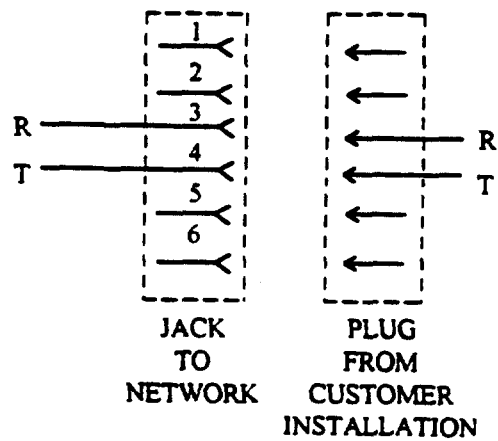 1
2
3
R
R
4
T
T
5
6
JACK
TO
NETWORK
PLUG
FROM
CUSTOMER
INSTALLATION